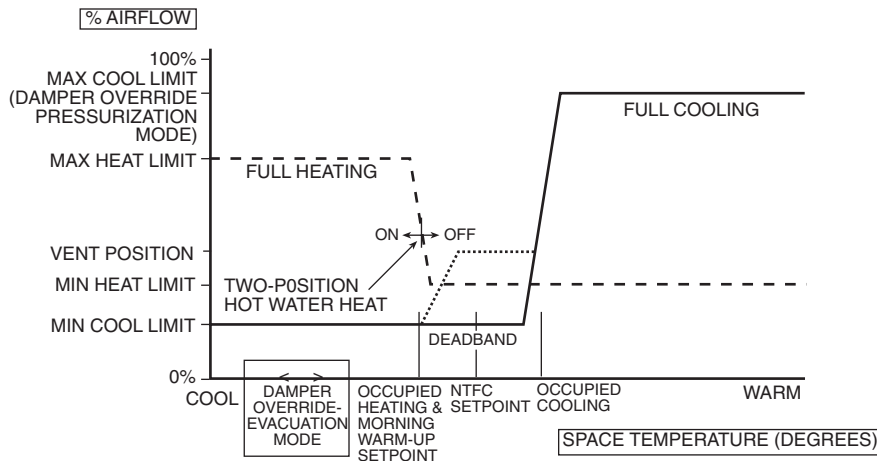 % AIRFLOW
100%
MAX COOL LIMIT
(DAMPER OVERRIDE
PRESSURIZATION
MODE)
FULL COOLING
MAX HEAT LIMIT
FULL HEATING
ON
OFF
VENT POSITION
TWO-P0SITION
HOT WATER HEAT
MIN HEAT LIMIT
MIN COOL LIMIT
DEADBAND
0%
COOL
DAMPER
OVERRIDE-
EVACUATION
MODE
OCCUPIED
HEATING &
MORNING
WARM-UP
SETPOINT
NTFC
SETPOINT
OCCUPIED
COOLING
WARM
SPACE TEMPERATURE (DEGREES)